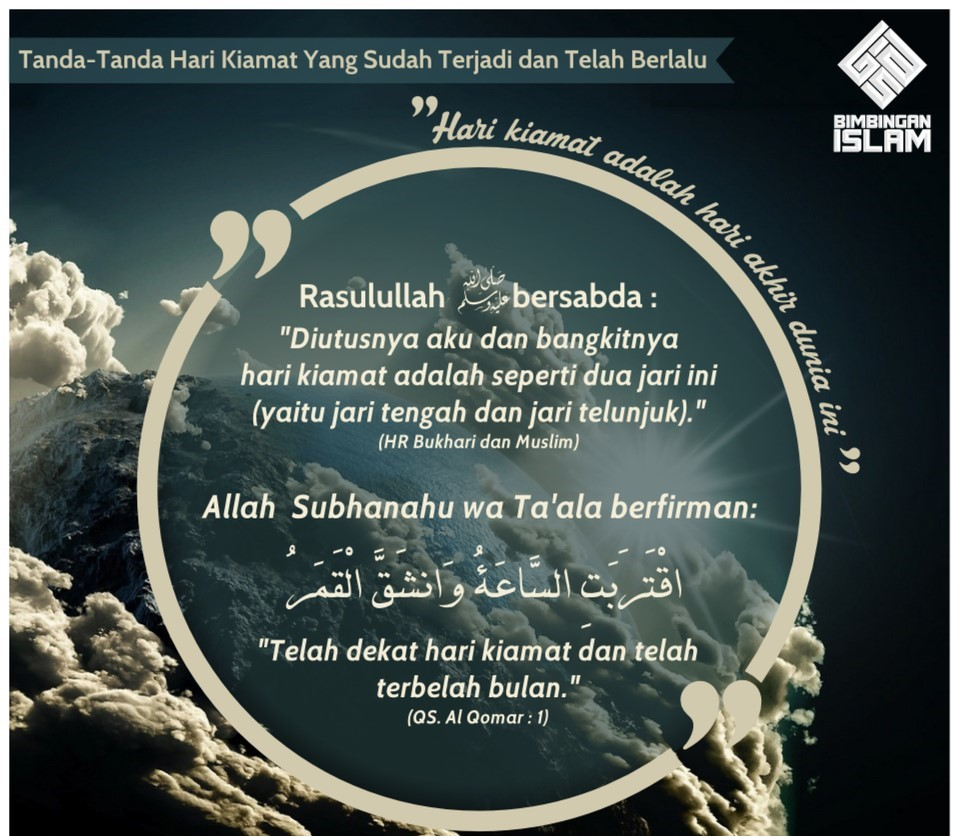 Tanda-Tanda Hari Kiamat Yang Sudah Terjadi dan Telah Berlalu
BIMBINGAN
ISLAM
"Hari kiamat adalah hari akhir dunia ini"
Rasulullah ﷺ bersabda :
"Diutusnya aku dan bangkitnya
hari kiamat adalah seperti dua jari ini
(yaitu jari tengah dan jari telunjuk)."
(HR Bukhari dan Muslim)
Allah Subhanahu wa Ta'ala berfirman:
اقْتَرَبَتِ السَّاعَةُ وَانشَقَّ الْقَمَرُ
"Telah dekat hari kiamat dan telah
terbelah bulan."
(QS. Al Qomar : 1)